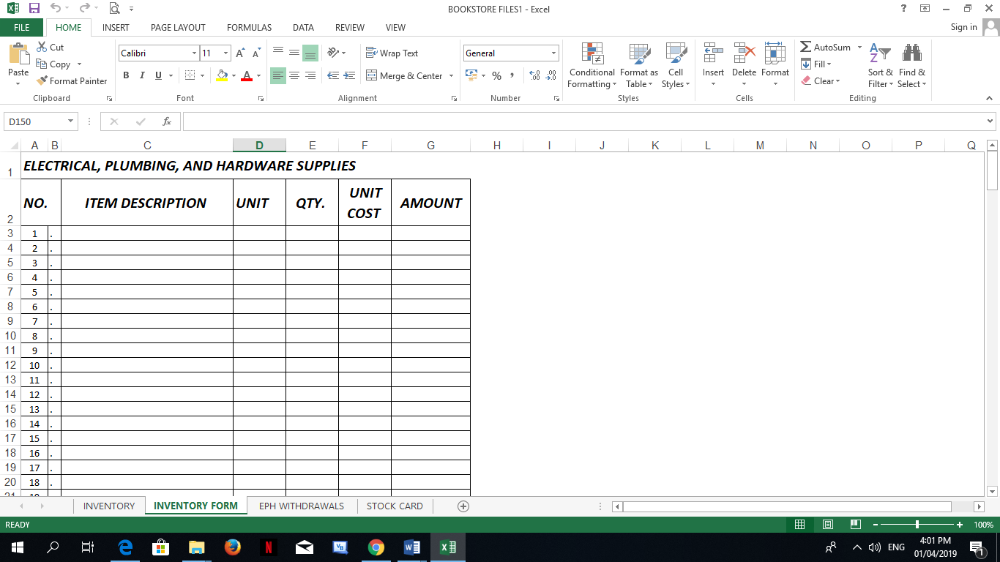 BOOKSTORE FILES1 - Excel
?
FILE HOME INSERT PAGE LAYOUT FORMULAS DATA REVIEW VIEW Sign in
Paste
Cut
Copy
Format Painter
Clipboard
Calibri 11
B I U
Font
Wrap Text
Merge & Center
Alignment
General
% ,
Number
Conditional Formatting
Format as Table
Cell Styles
Styles
Insert Delete Format
Cells
AutoSum
Fill
Clear
Sort & Filter
Find & Select
Editing
D150 fx
A B C D E F G H I J K L M N O P Q
1 ELECTRICAL, PLUMBING, AND HARDWARE SUPPLIES
2 NO. ITEM DESCRIPTION UNIT QTY. UNIT COST AMOUNT
3 1 .
4 2 .
5 3 .
6 4 .
7 5 .
8 6 .
9 7 .
10 8 .
11 9 .
12 10 .
13 11 .
14 12 .
15 13 .
16 14 .
17 15 .
18 16 .
19 17 .
20 18 .
21 19
INVENTORY INVENTORY FORM EPH WITHDRAWALS STOCK CARD
READY 100%
ENG 4:01 PM
01/04/2019 1